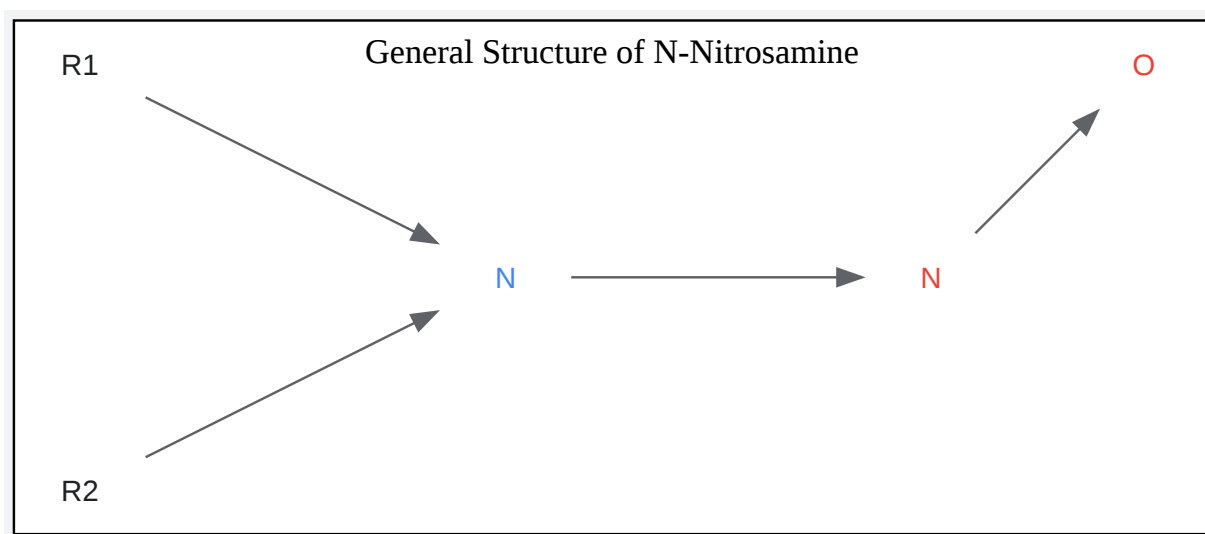 General Structure of N-Nitrosamine
R1
O
N
N
R2